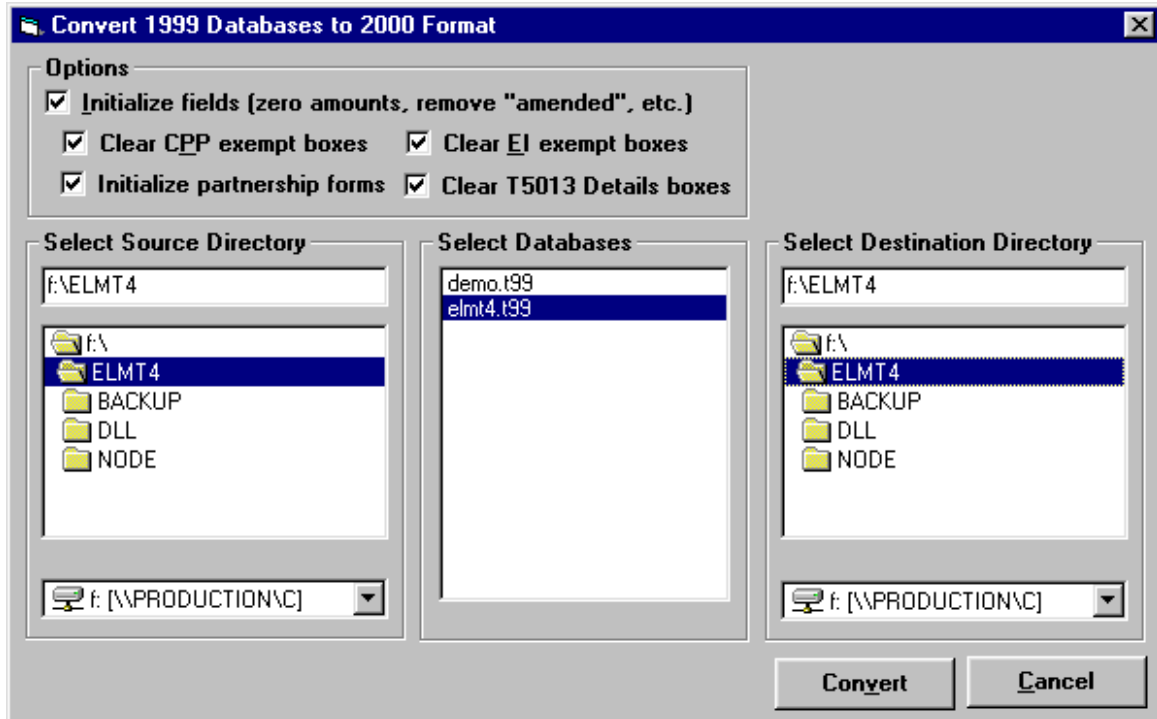 Convert 1999 Databases to 2000 Format
Options
Initialize fields (zero amounts, remove "amended", etc.)
Clear CPP exempt boxes
Clear EI exempt boxes
Initialize partnership forms
Clear T5013 Details boxes
Select Source Directory
f:\ELMT4
f:\
ELMT4
BACKUP
DLL
NODE
f: [\\PRODUCTION\C]
Select Databases
demo.t99
elmt4.t99
Select Destination Directory
f:\ELMT4
f:\
ELMT4
BACKUP
DLL
NODE
f: [\\PRODUCTION\C]
Convert
Cancel